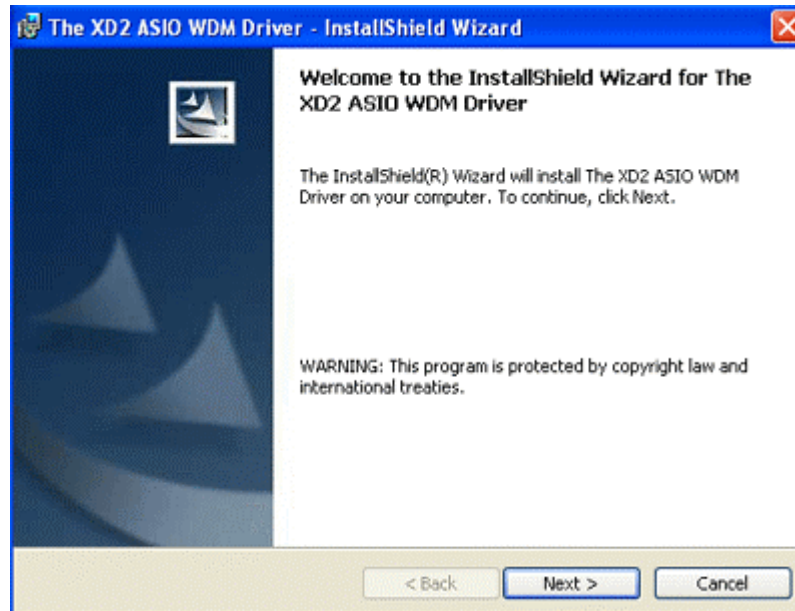 The XD2 ASIO WDM Driver - InstallShield Wizard
Welcome to the InstallShield Wizard for The
XD2 ASIO WDM Driver
The InstallShield(R) Wizard will install The XD2 ASIO WDM
Driver on your computer. To continue, click Next.
WARNING: This program is protected by copyright law and
international treaties.
< Back
Next >
Cancel